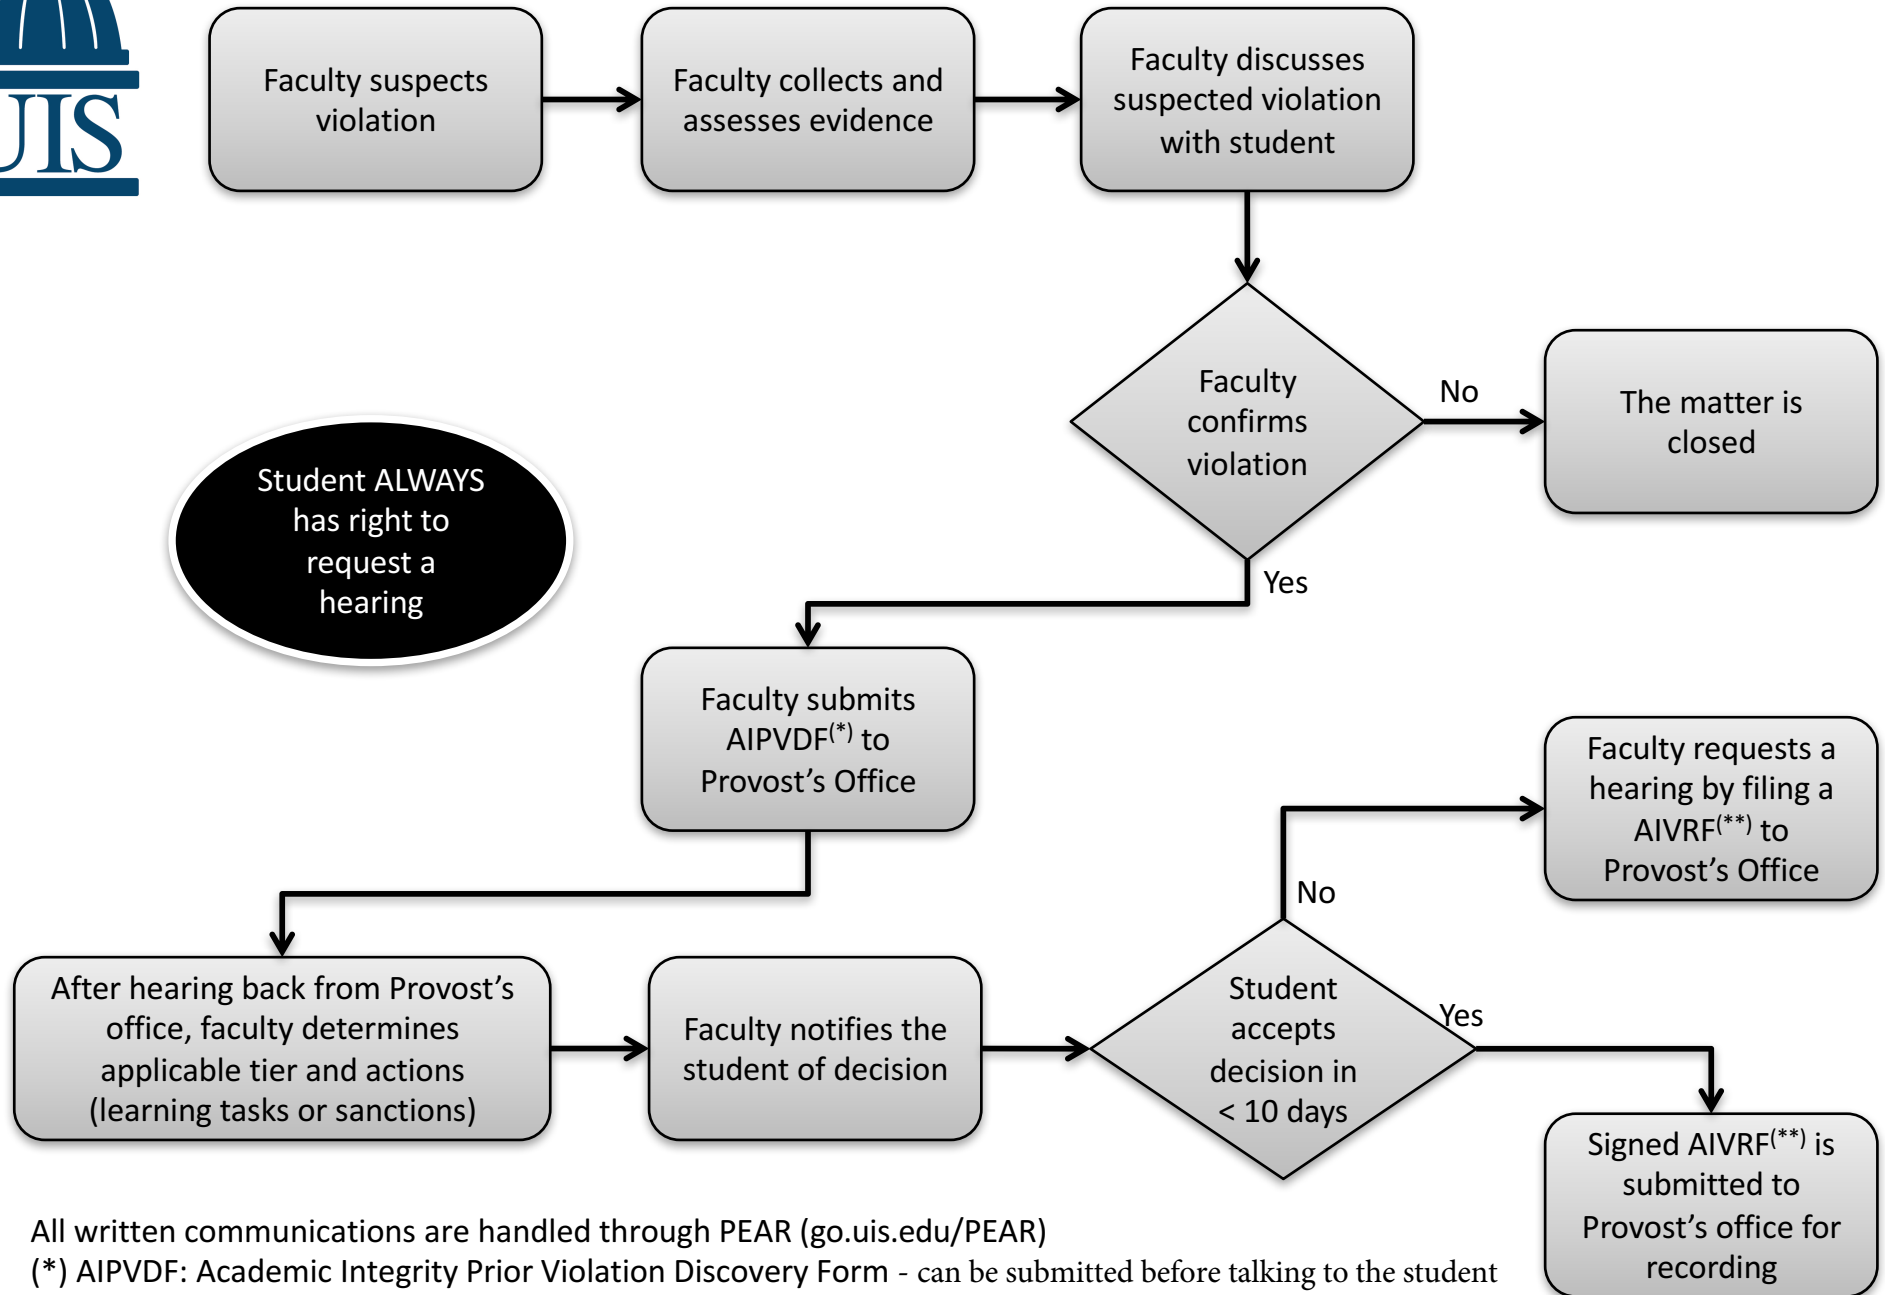 UIS
Faculty suspects
violation
Faculty collects and
assesses evidence
Faculty discusses
suspected violation
with student
Faculty
confirms
violation
No
The matter is
closed
Student ALWAYS
has right to
request a
hearing
Yes
Faculty submits
AIPVDF(*) to
Provost’s Office
Faculty requests a
hearing by filing a
AIVRF(**) to
Provost’s Office
No
After hearing back from Provost’s
office, faculty determines
applicable tier and actions
(learning tasks or sanctions)
Faculty notifies the
student of decision
Student
accepts
decision in
< 10 days
Yes
Signed AIVRF(**) is
submitted to
Provost’s office for
recording
All written communications are handled through PEAR (go.uis.edu/PEAR)
(*) AIPVDF: Academic Integrity Prior Violation Discovery Form - can be submitted before talking to the student